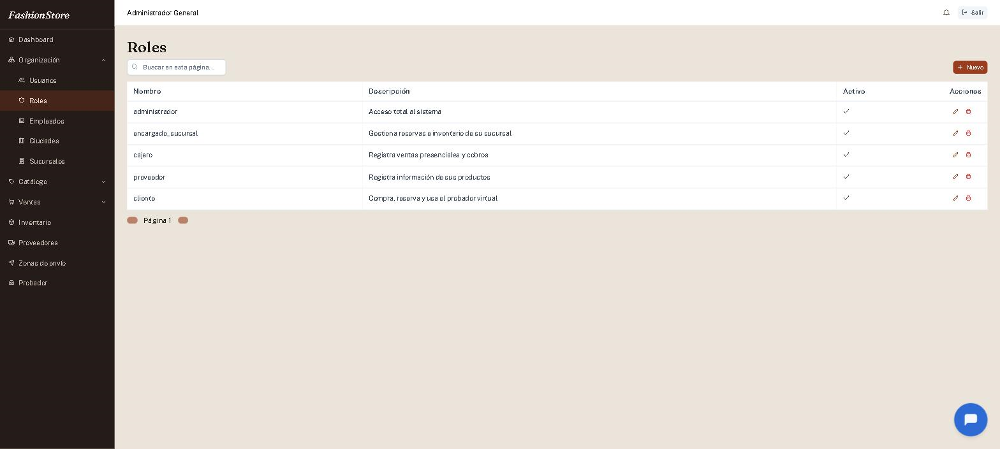 FashionStore
Administrador General
Salir
Dashboard
Organización
Usuarios
Roles
Empleados
Ciudades
Sucursales
Catálogo
Ventas
Inventario
Proveedores
Zonas de envío
Probador
Roles
Buscar en esta página...
Nuevo
Nombre Descripción Activo Acciones
administrador Acceso total al sistema
encargado_sucursal Gestiona reservas e inventario de su sucursal
cajero Registra ventas presenciales y cobros
proveedor Registra información de sus productos
cliente Compra, reserva y usa el probador virtual
Página 1